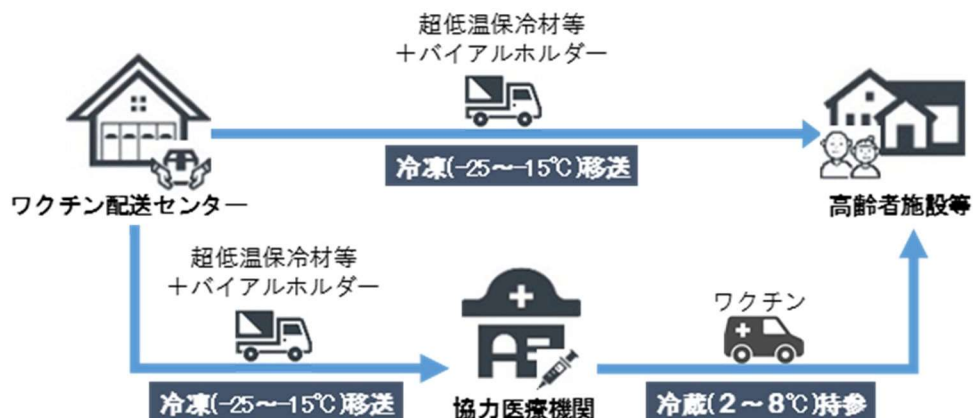 超低温保冷材等
＋バイアルホルダー
冷凍(-25～-15℃)移送
ワクチン配送センター
高齢者施設等
超低温保冷材等
＋バイアルホルダー
ワクチン
冷凍(-25～-15℃)移送
協力医療機関
冷蔵(2～8℃)持参